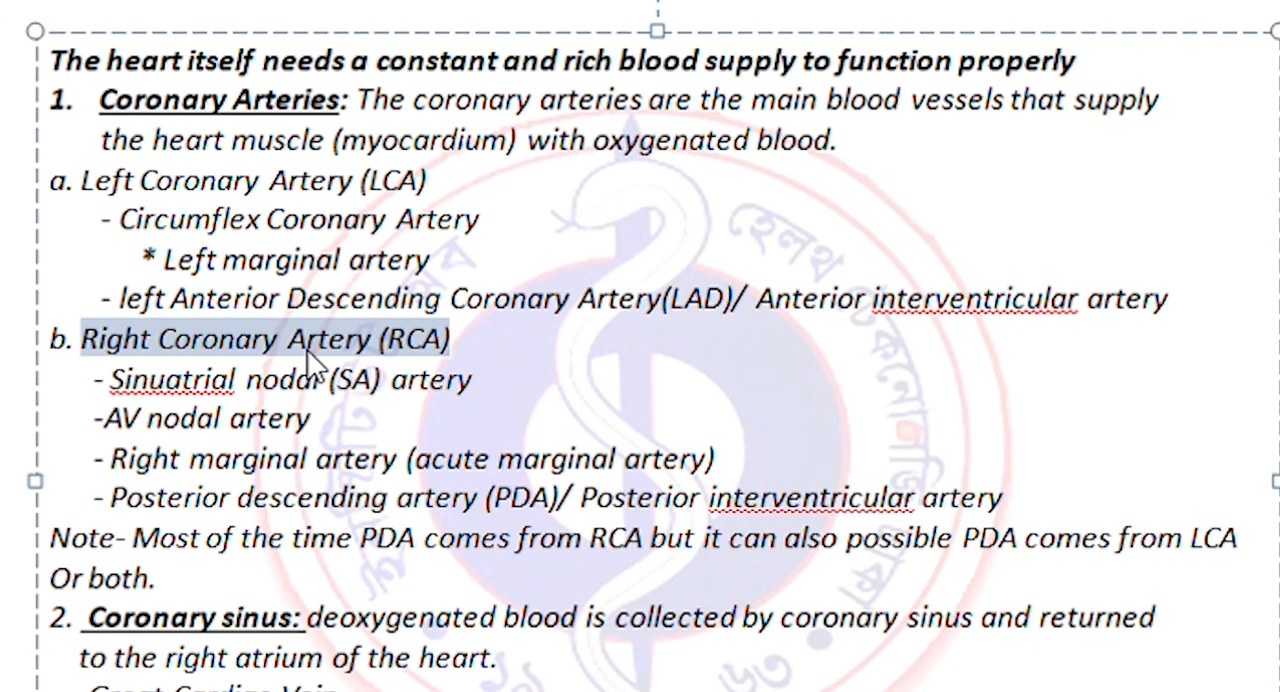 The heart itself needs a constant and rich blood supply to function properly
1. Coronary Arteries: The coronary arteries are the main blood vessels that supply
the heart muscle (myocardium) with oxygenated blood.
a. Left Coronary Artery (LCA)
- Circumflex Coronary Artery
* Left marginal artery
- left Anterior Descending Coronary Artery(LAD)/ Anterior interventricular artery
b. Right Coronary Artery (RCA)
- Sinuatrial nodal (SA) artery
-AV nodal artery
- Right marginal artery (acute marginal artery)
- Posterior descending artery (PDA)/ Posterior interventricular artery
Note- Most of the time PDA comes from RCA but it can also possible PDA comes from LCA
Or both.
2. Coronary sinus: deoxygenated blood is collected by coronary sinus and returned
to the right atrium of the heart.
Great Cardiac Vein
হেলথ টেকনোলজি